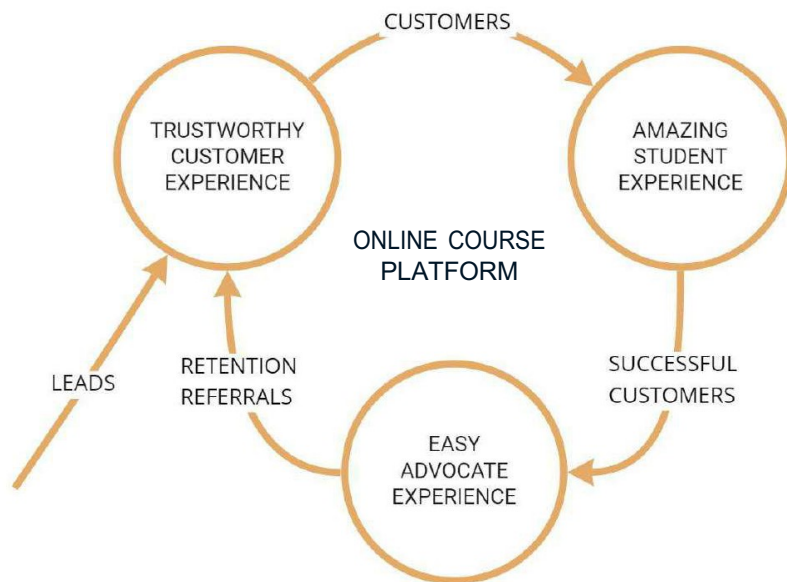 CUSTOMERS
TRUSTWORTHY
CUSTOMER
EXPERIENCE
AMAZING
STUDENT
EXPERIENCE
ONLINE COURSE
PLATFORM
LEADS
RETENTION
REFERRALS
SUCCESSFUL
CUSTOMERS
EASY
ADVOCATE
EXPERIENCE